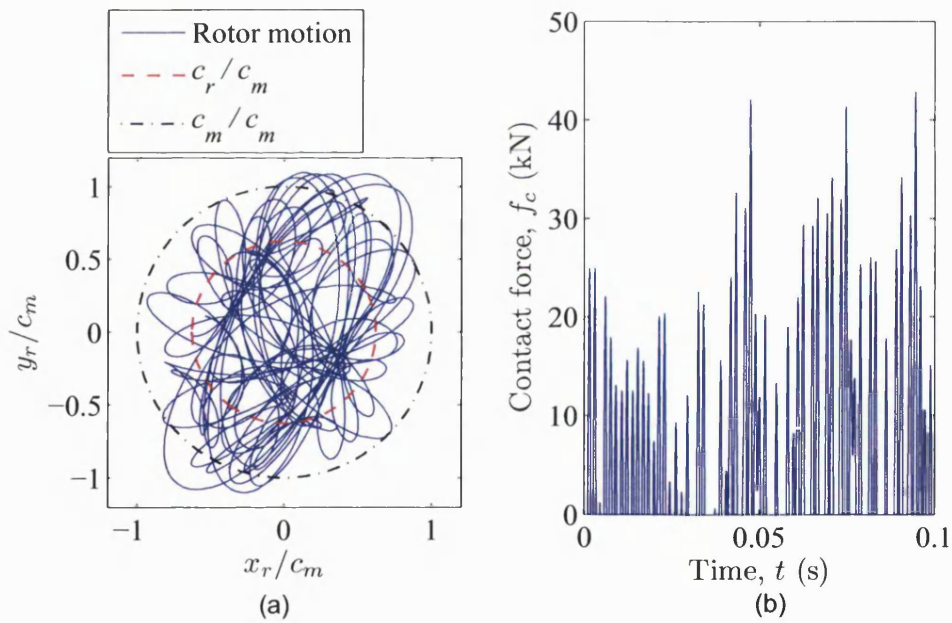 Rotor motion
c_r/c_m
c_m/c_m
1
0.5
0
−0.5
−1
y_r/c_m
−1
0
1
x_r/c_m
(a)
50
40
30
20
10
0
Contact force, f_c (kN)
0
0.05
0.1
Time, t (s)
(b)